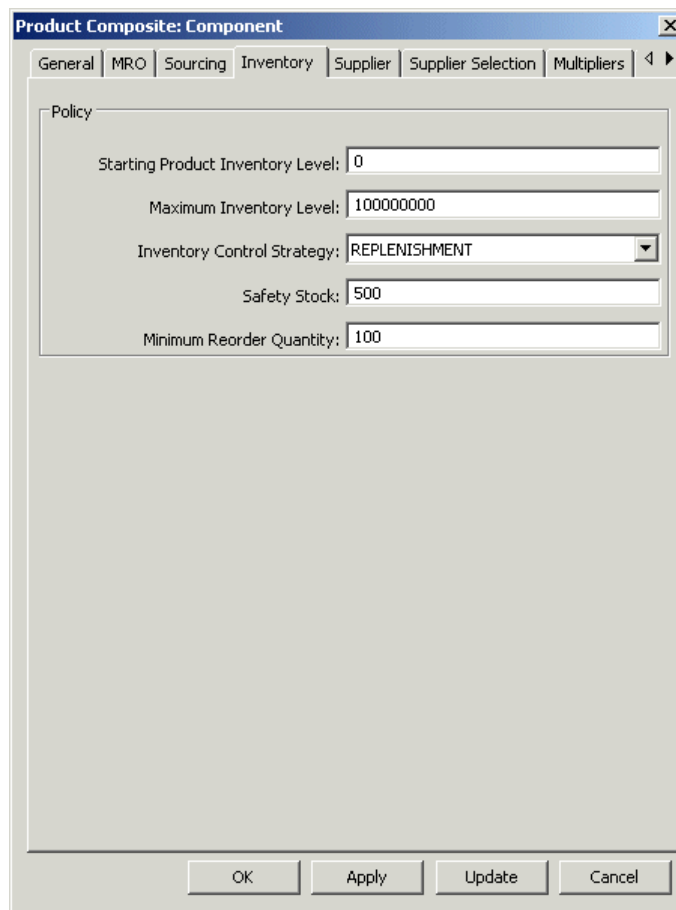 Product Composite: Component
General MRO Sourcing Inventory Supplier Supplier Selection Multipliers
Policy
Starting Product Inventory Level: 0
Maximum Inventory Level: 100000000
Inventory Control Strategy: REPLENISHMENT
Safety Stock: 500
Minimum Reorder Quantity: 100
OK Apply Update Cancel